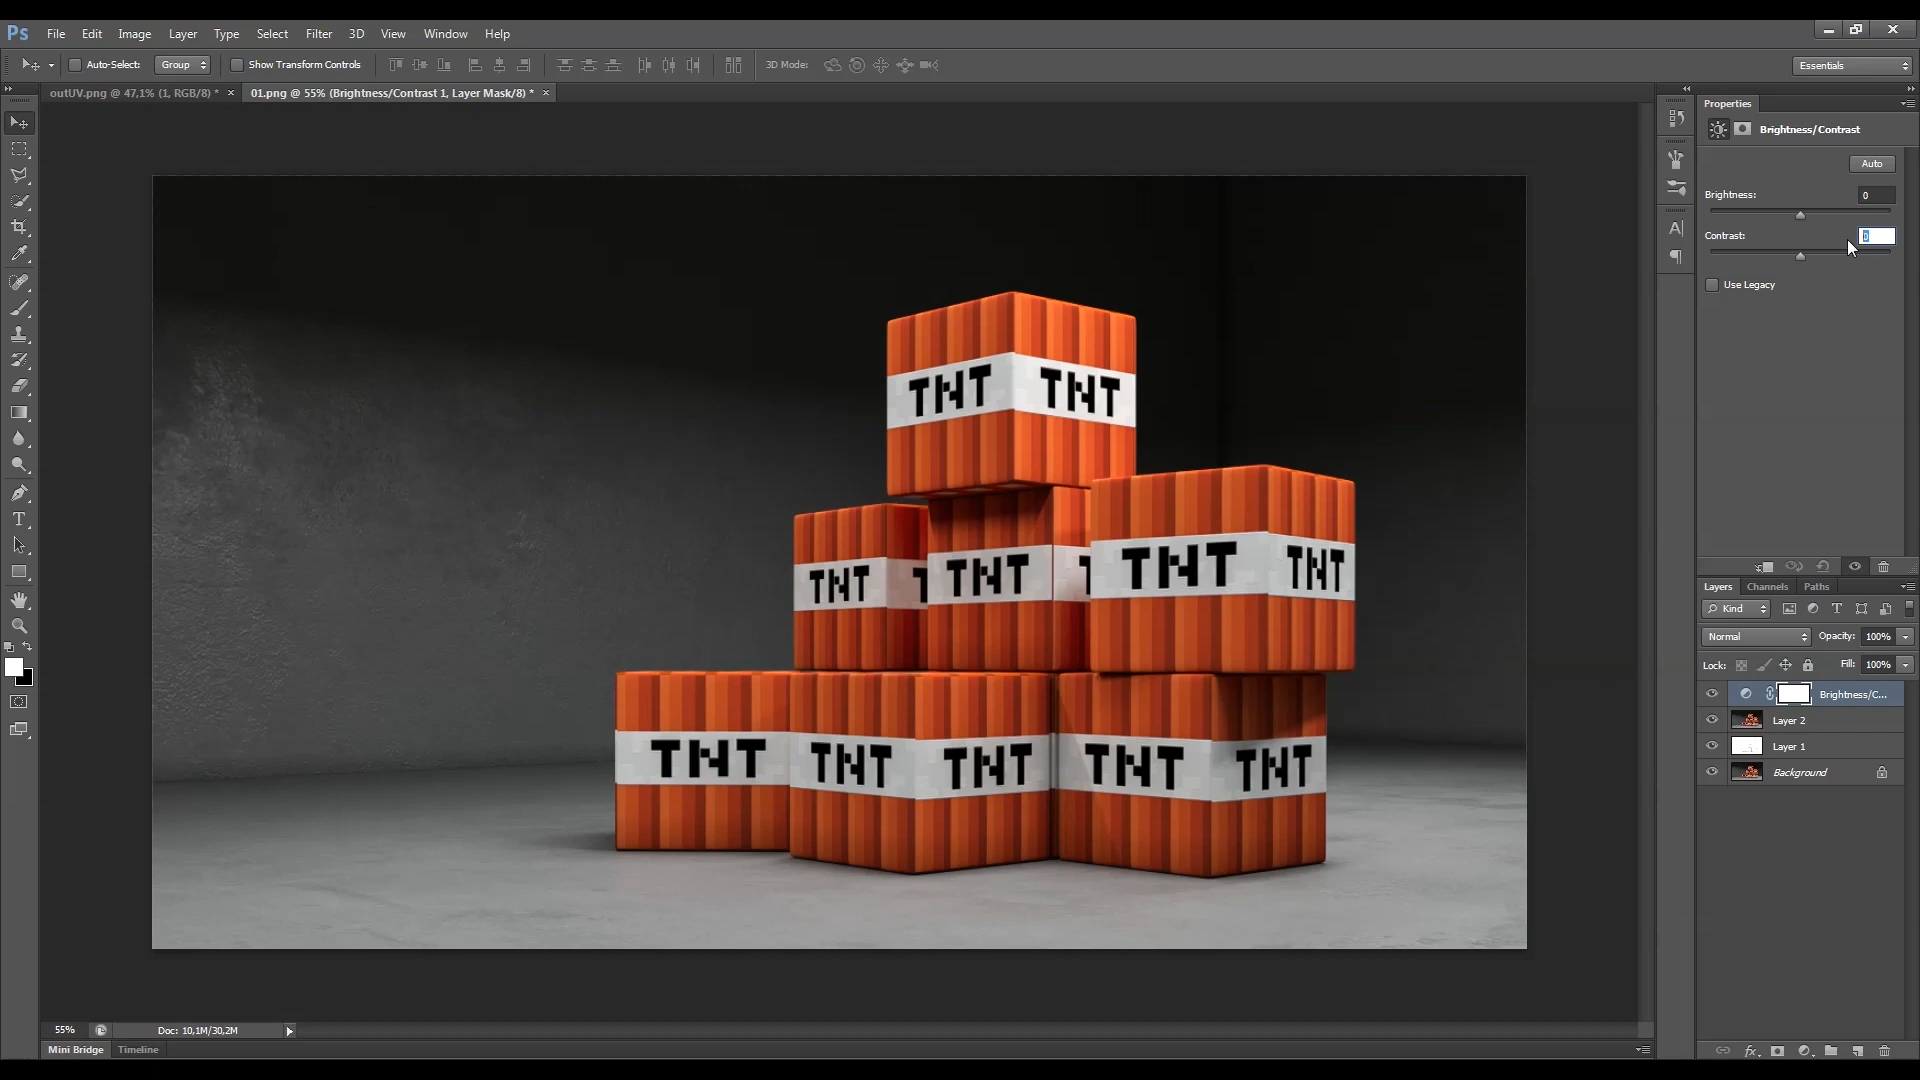 Ps File Edit Image Layer Type Select Filter 3D View Window Help
Auto-Select: Group Show Transform Controls 3D Mode: Essentials
outUV.png @ 47,1% (1, RGB/8) * × 01.png @ 55% (Brightness/Contrast 1, Layer Mask/8) * ×
Properties
Brightness/Contrast
Auto
Brightness: 0
Contrast: 0
Use Legacy
TNT TNT
TNT TNT TNT TNT
TNT TNT TNT TNT TNT
Layers Channels Paths
Kind
Normal Opacity: 100%
Lock: Fill: 100%
Brightness/C...
Layer 2
Layer 1
Background
55% Doc: 10,1M/30,2M
Mini Bridge Timeline